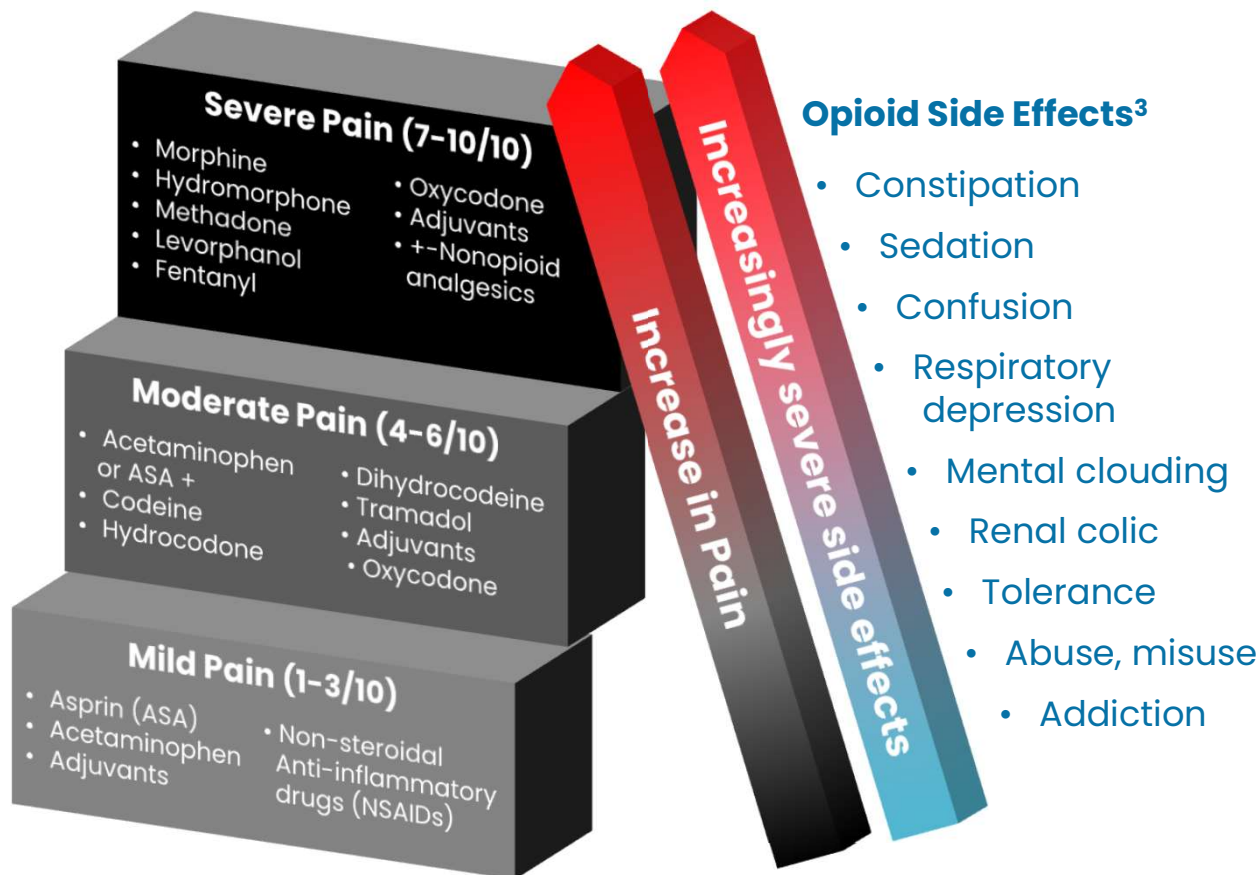 Severe Pain (7-10/10)
• Morphine
• Hydromorphone
• Methadone
• Levorphanol
• Fentanyl
• Oxycodone
• Adjuvants
• +-Nonopioid
analgesics
Moderate Pain (4-6/10)
• Acetaminophen
or ASA +
• Codeine
• Hydrocodone
• Dihydrocodeine
• Tramadol
• Adjuvants
• Oxycodone
Mild Pain (1-3/10)
• Asprin (ASA)
• Acetaminophen
• Adjuvants
• Non-steroidal
Anti-inflammatory
drugs (NSAIDs)
Increase in Pain
Increasingly severe side effects
Opioid Side Effects³
• Constipation
• Sedation
• Confusion
• Respiratory
depression
• Mental clouding
• Renal colic
• Tolerance
• Abuse, misuse
• Addiction